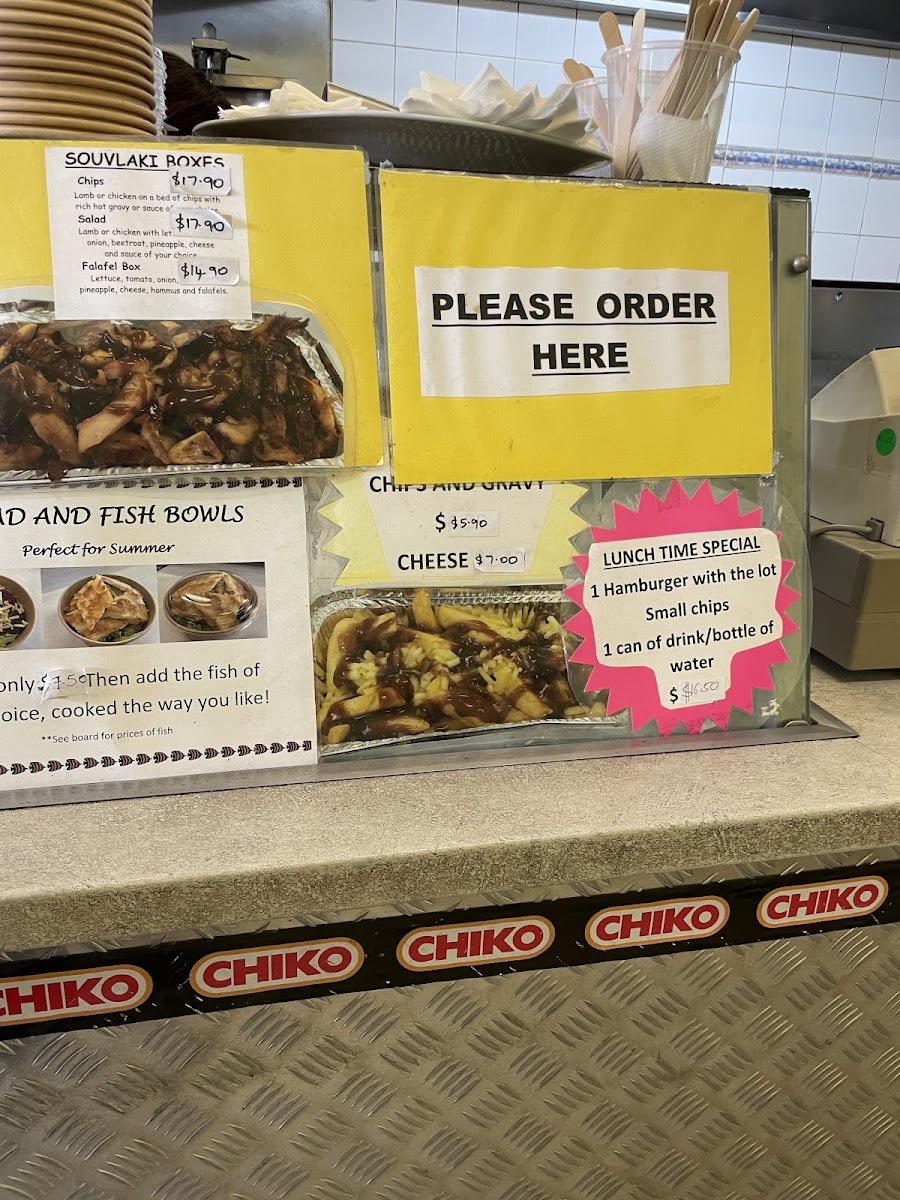 SOUVLAKI BOXES
Chips $17.90
Lamb or chicken on a bed of chips with
rich hot gravy or sauce of
Salad $17.90
Lamb or chicken with
onion, beetroot, pineapple, cheese
and sauce of your choice
Falafel Box $14.90
Lettuce, tomato, onion,
pineapple, cheese, hommus and falafels.
PLEASE ORDER
HERE
CHIPS AND GRAVY
$ $5.90
CHEESE $7.00
AND FISH BOWLS
Perfect for Summer
only Then add the fish of
oice, cooked the way you like!
**See board for prices of fish
LUNCH TIME SPECIAL
1 Hamburger with the lot
Small chips
1 can of drink/bottle of
water
$ $16.50
CHIKO CHIKO CHIKO CHIKO CHIKO